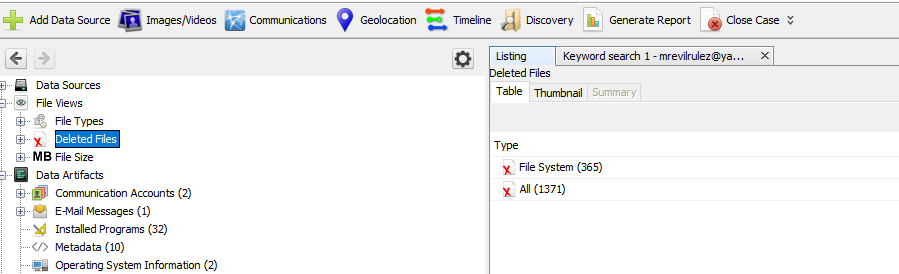 Add Data Source Images/Videos Communications Geolocation Timeline Discovery Generate Report Close Case
Listing Keyword search 1 - mrevilrulez@ya...
Deleted Files
Table Thumbnail Summary
Type
File System (365)
All (1371)
Data Sources
File Views
File Types
Deleted Files
MB File Size
Data Artifacts
Communication Accounts (2)
E-Mail Messages (1)
Installed Programs (32)
Metadata (10)
Operating System Information (2)